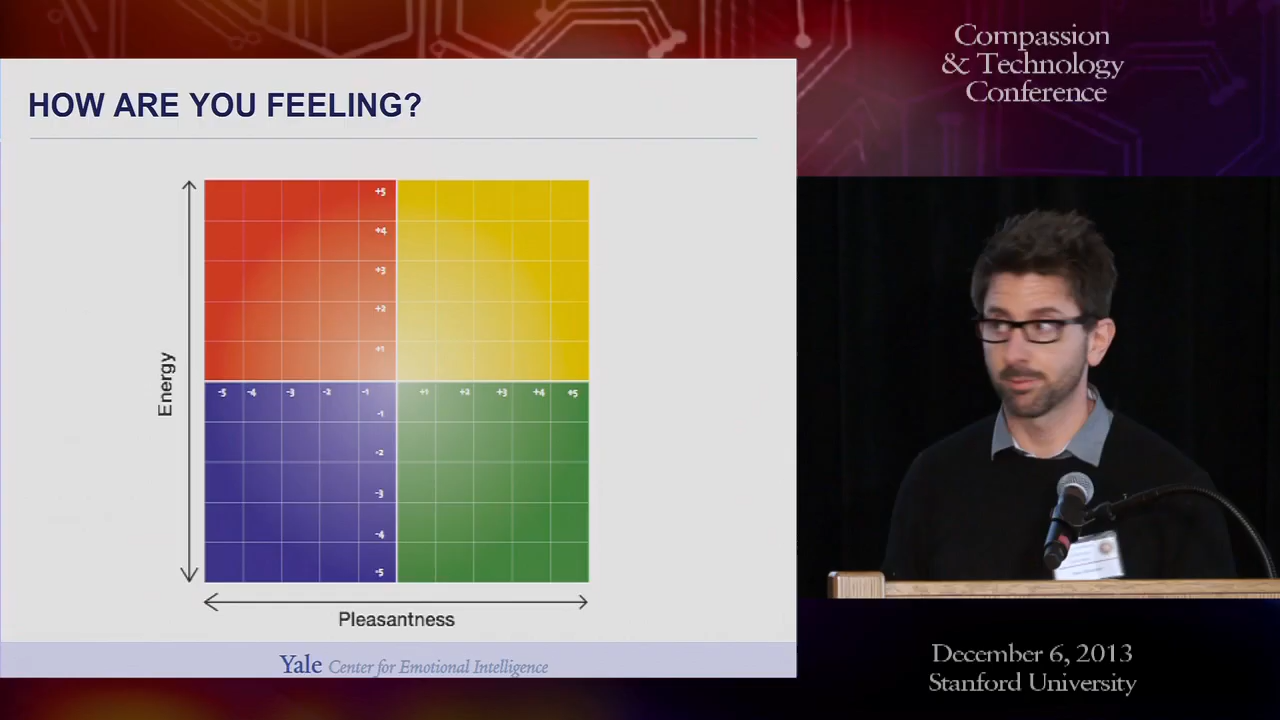 Compassion
& Technology
Conference
HOW ARE YOU FEELING?
Energy
+5
+4
+3
+2
+1
-5 -4 -3 -2 -1 +1 +2 +3 +4 +5
-1
-2
-3
-4
-5
Pleasantness
Yale Center for Emotional Intelligence
December 6, 2013
Stanford University